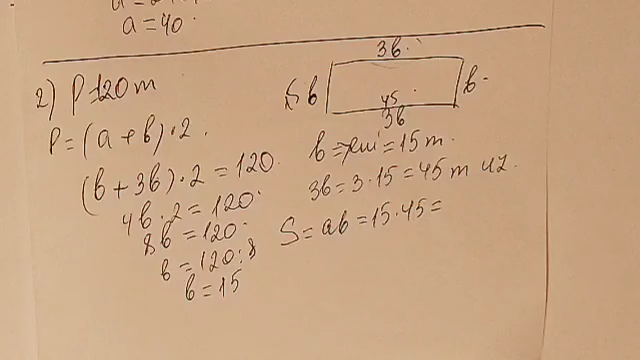 a = 40.
2) P=120m
P = (a + b) · 2.
(b + 3b) · 2 = 120.
4b · 2 = 120.
8b = 120.
b = 120 : 8
b = 15
3b.
b
b.
45
3b
= 15 m.
3b = 3 · 15 = 45 m
S = ab = 15 · 45 =